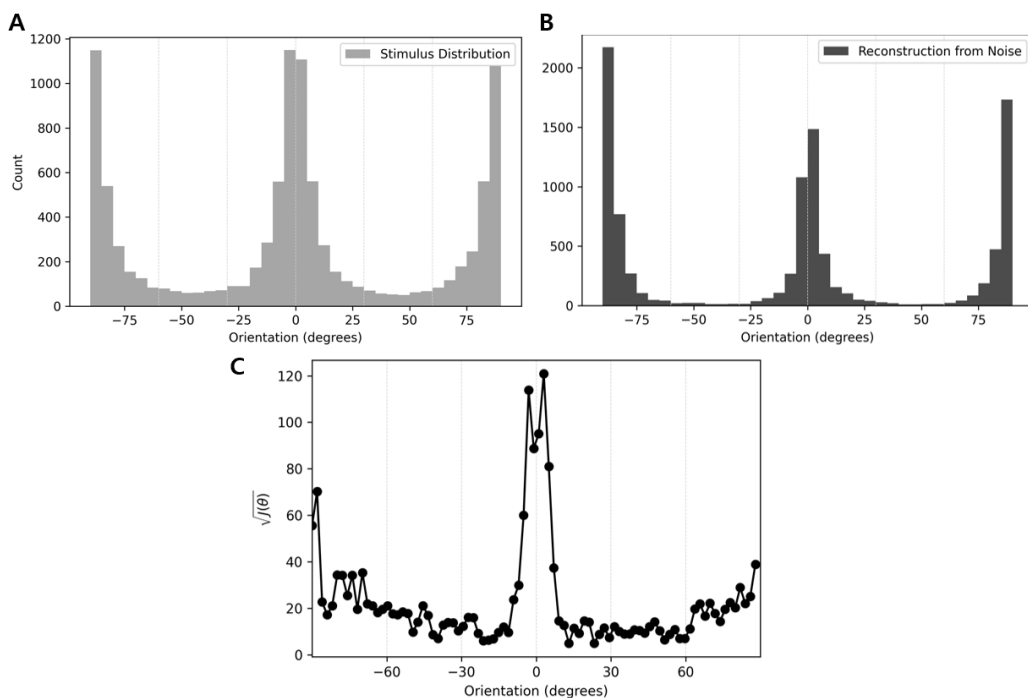 A
1200
1000
800
600
400
200
0
Count
Stimulus Distribution
−75 −50 −25 0 25 50 75
Orientation (degrees)
B
2000
1500
1000
500
0
Reconstruction from Noise
−75 −50 −25 0 25 50 75
Orientation (degrees)
C
120
100
80
60
40
20
0
√J(θ)
−60 −30 0 30 60
Orientation (degrees)